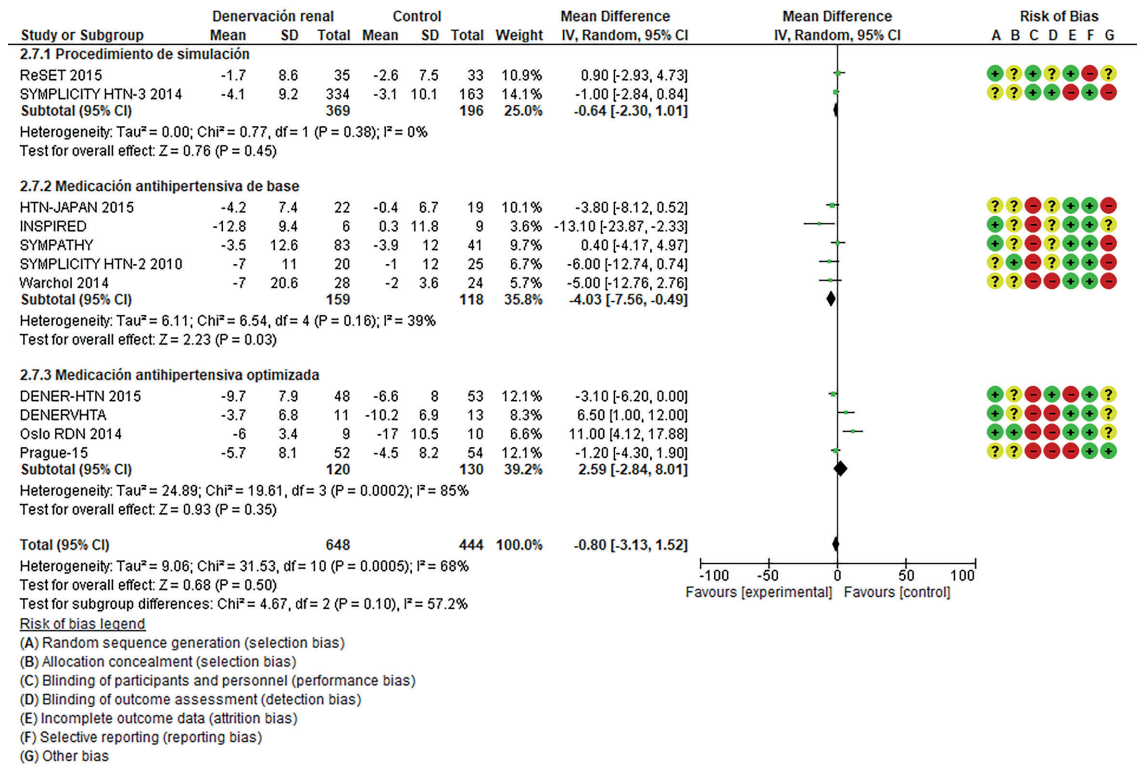 Denervación renal Control Mean Difference Mean Difference Risk of Bias
Study or Subgroup Mean SD Total Mean SD Total Weight IV, Random, 95% CI IV, Random, 95% CI A B C D E F G
2.7.1 Procedimiento de simulación
ReSET 2015 -1.7 8.6 35 -2.6 7.5 33 10.9% 0.90 [-2.93, 4.73] + ? + ? + - ?
SYMPLICITY HTN-3 2014 -4.1 9.2 334 -3.1 10.1 163 14.1% -1.00 [-2.84, 0.84] ? ? + + - + -
Subtotal (95% CI) 369 196 25.0% -0.64 [-2.30, 1.01]
Heterogeneity: Tau² = 0.00; Chi² = 0.77, df = 1 (P = 0.38); I² = 0%
Test for overall effect: Z = 0.76 (P = 0.45)
2.7.2 Medicación antihipertensiva de base
HTN-JAPAN 2015 -4.2 7.4 22 -0.4 6.7 19 10.1% -3.80 [-8.12, 0.52] ? ? - ? + + -
INSPIRED -12.8 9.4 6 0.3 11.8 9 3.6% -13.10 [-23.87, -2.33] + ? - ? + + ?
SYMPATHY -3.5 12.6 83 -3.9 12 41 9.7% 0.40 [-4.17, 4.97] + ? - ? + + -
SYMPLICITY HTN-2 2010 -7 11 20 -1 12 25 6.7% -6.00 [-12.74, 0.74] ? + - ? + + -
Warchol 2014 -7 20.6 28 -2 3.6 24 5.7% -5.00 [-12.76, 2.76] ? ? - - + + -
Subtotal (95% CI) 159 118 35.8% -4.03 [-7.56, -0.49]
Heterogeneity: Tau² = 6.11; Chi² = 6.54, df = 4 (P = 0.16); I² = 39%
Test for overall effect: Z = 2.23 (P = 0.03)
2.7.3 Medicación antihipertensiva optimizada
DENER-HTN 2015 -9.7 7.9 48 -6.6 8 53 12.1% -3.10 [-6.20, 0.00] + ? - + - + ?
DENERVHTA -3.7 6.8 11 -10.2 6.9 13 8.3% 6.50 [1.00, 12.00] + ? - - + + ?
Oslo RDN 2014 -6 3.4 9 -17 10.5 10 6.6% 11.00 [4.12, 17.88] + + - - + + ?
Prague-15 -5.7 8.1 52 -4.5 8.2 54 12.1% -1.20 [-4.30, 1.90] ? ? - - - + +
Subtotal (95% CI) 120 130 39.2% 2.59 [-2.84, 8.01]
Heterogeneity: Tau² = 24.89; Chi² = 19.61, df = 3 (P = 0.0002); I² = 85%
Test for overall effect: Z = 0.93 (P = 0.35)
Total (95% CI) 648 444 100.0% -0.80 [-3.13, 1.52]
Heterogeneity: Tau² = 9.06; Chi² = 31.53, df = 10 (P = 0.0005); I² = 68%
Test for overall effect: Z = 0.68 (P = 0.50)
Test for subgroup differences: Chi² = 4.67, df = 2 (P = 0.10), I² = 57.2%
-100 -50 0 50 100
Favours [experimental] Favours [control]
Risk of bias legend
(A) Random sequence generation (selection bias)
(B) Allocation concealment (selection bias)
(C) Blinding of participants and personnel (performance bias)
(D) Blinding of outcome assessment (detection bias)
(E) Incomplete outcome data (attrition bias)
(F) Selective reporting (reporting bias)
(G) Other bias